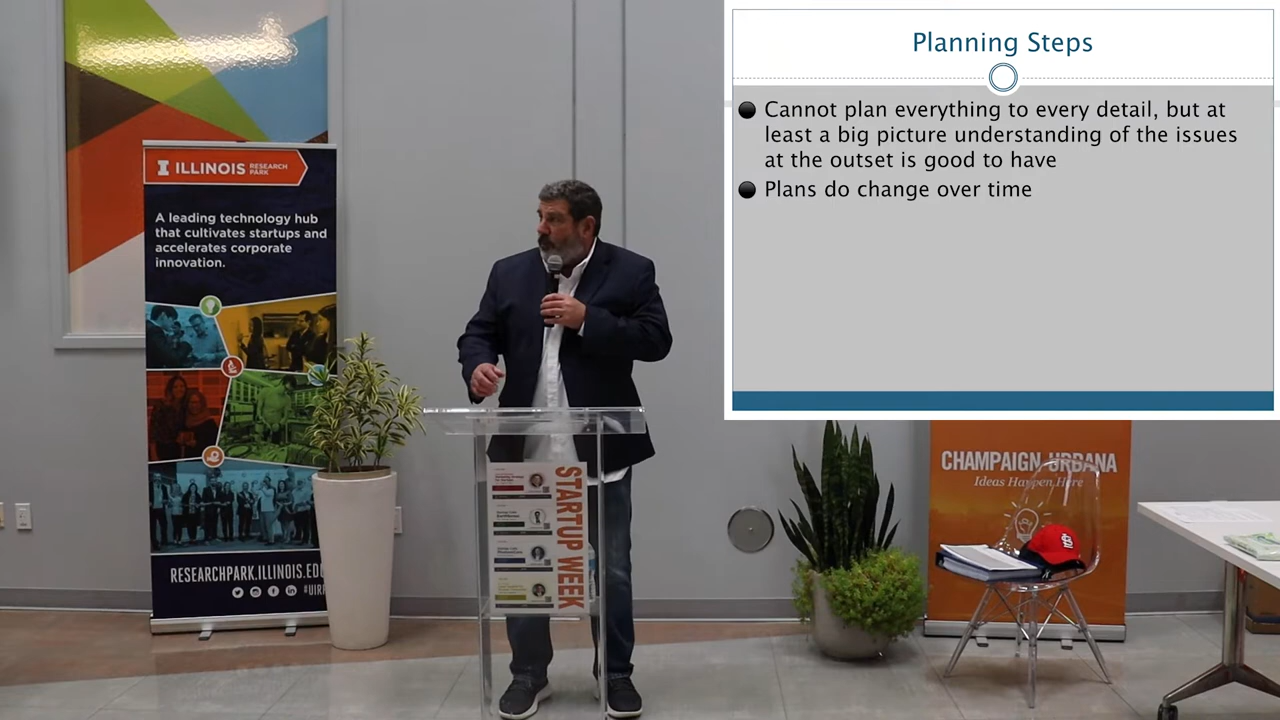 Planning Steps
Cannot plan everything to every detail, but at
least a big picture understanding of the issues
at the outset is good to have
Plans do change over time
ILLINOIS RESEARCH
PARK
A leading technology hub
that cultivates startups and
accelerates corporate
innovation.
RESEARCHPARK.ILLINOIS.EDU
STARTUP WEEK
CHAMPAIGN URBANA
Ideas Happen Here